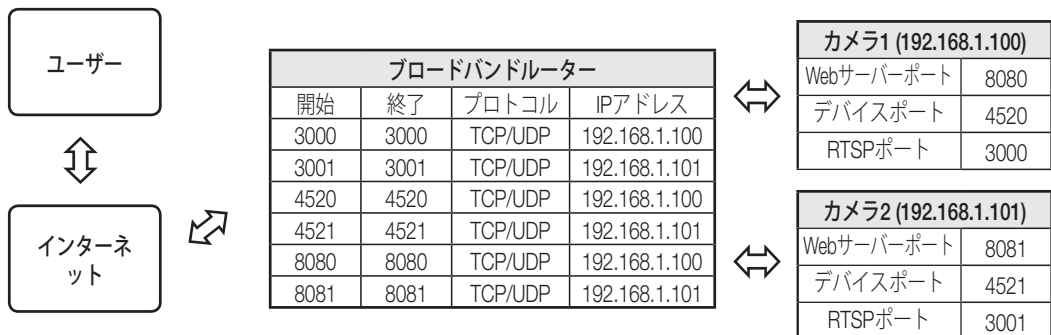 ユーザー
インターネ
ット
ブロードバンドルーター
開始 終了 プロトコル IPアドレス
3000 3000 TCP/UDP 192.168.1.100
3001 3001 TCP/UDP 192.168.1.101
4520 4520 TCP/UDP 192.168.1.100
4521 4521 TCP/UDP 192.168.1.101
8080 8080 TCP/UDP 192.168.1.100
8081 8081 TCP/UDP 192.168.1.101
カメラ1 (192.168.1.100)
Webサーバーポート 8080
デバイスポート 4520
RTSPポート 3000
カメラ2 (192.168.1.101)
Webサーバーポート 8081
デバイスポート 4521
RTSPポート 3001